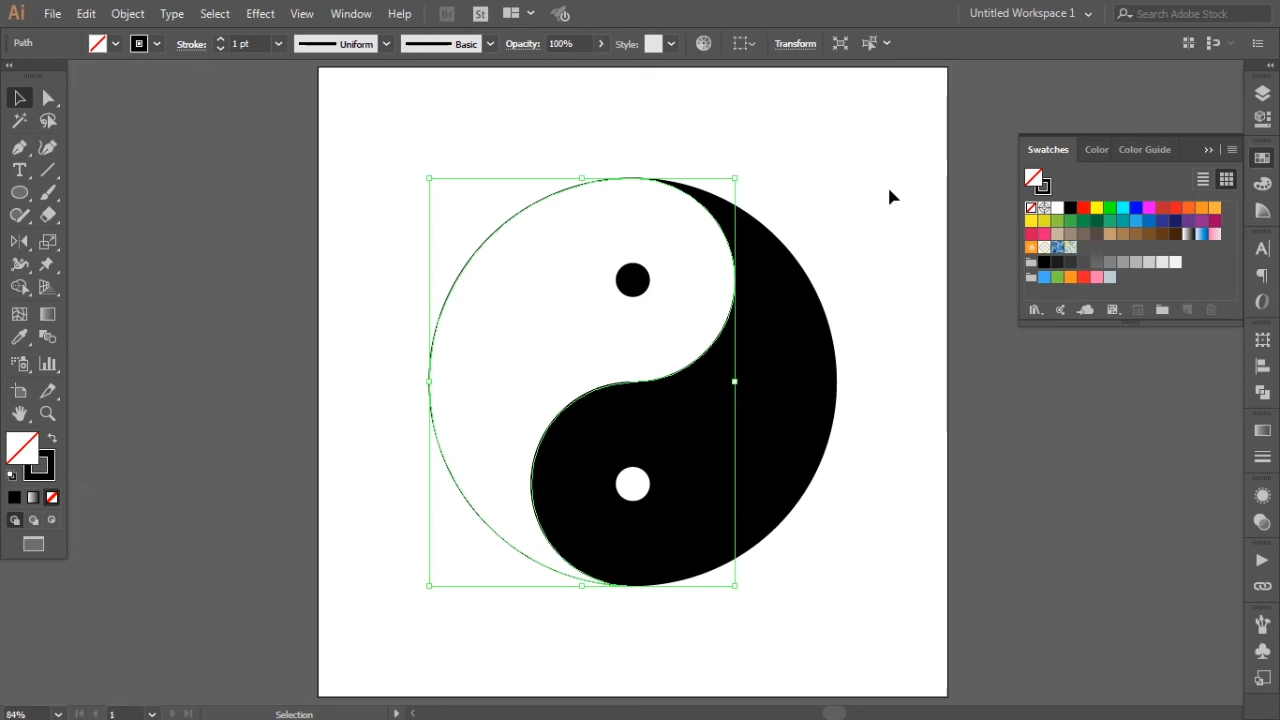 Ai File Edit Object Type Select Effect View Window Help Br St Untitled Workspace 1 Search Adobe Stock
Path Stroke: 1 pt Uniform Basic Opacity: 100% Style: Transform
Swatches Color Color Guide
84% 1 Selection